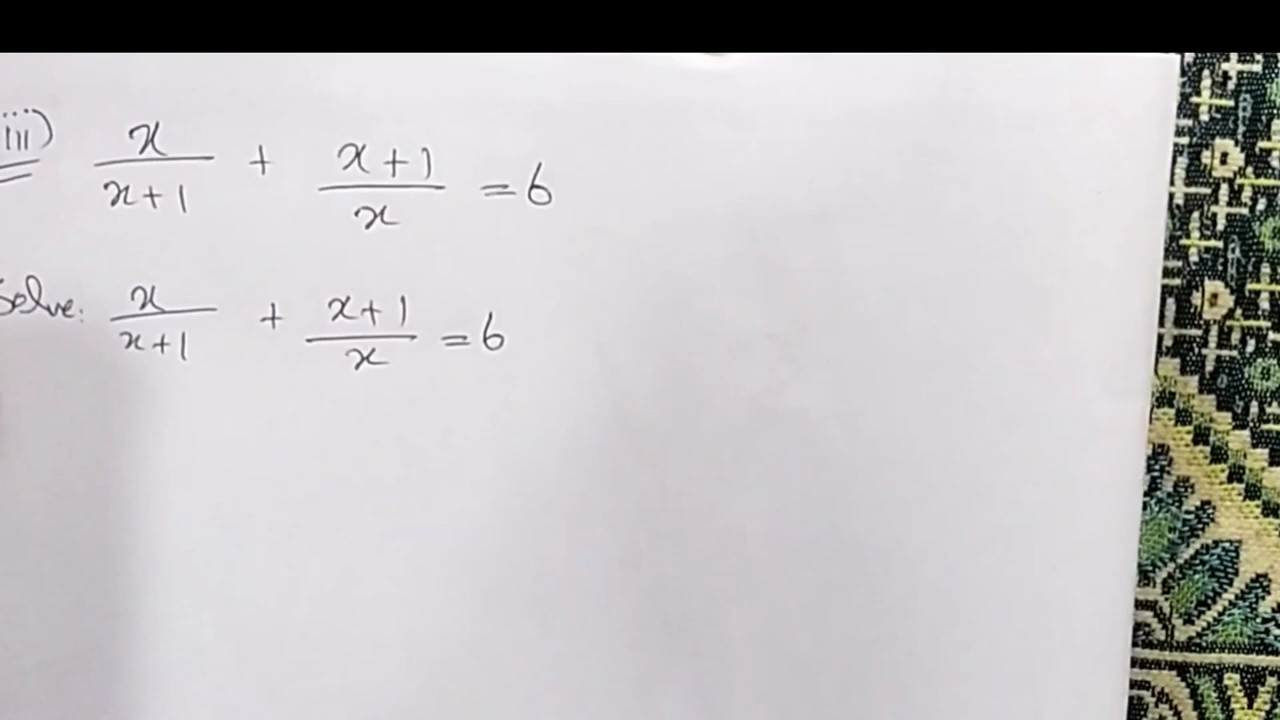 iii) x/(x+1) + (x+1)/x = 6
Solve: x/(x+1) + (x+1)/x = 6